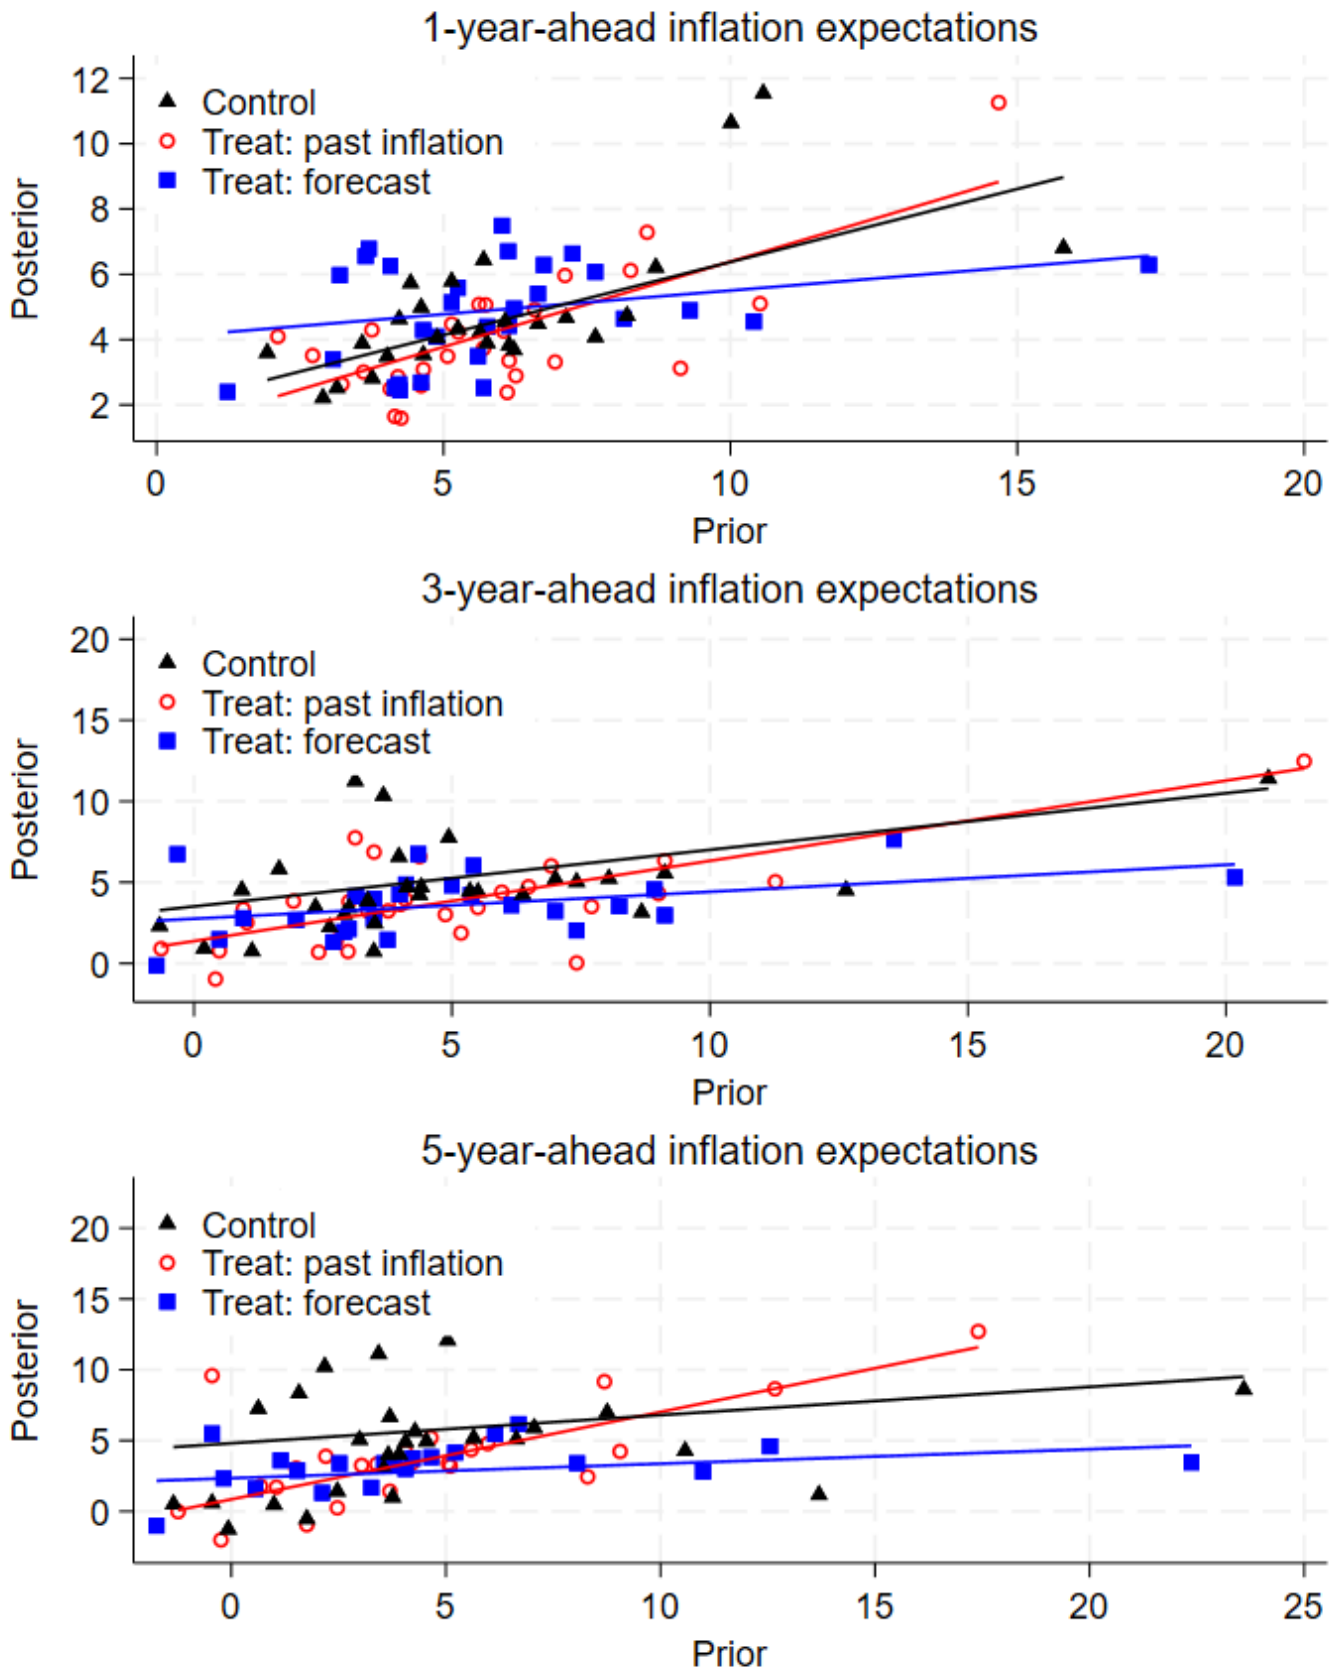 1-year-ahead inflation expectations
Control
Treat: past inflation
Treat: forecast
Posterior
12
10
8
6
4
2
0 5 10 15 20
Prior
3-year-ahead inflation expectations
Control
Treat: past inflation
Treat: forecast
Posterior
20
15
10
5
0
0 5 10 15 20
Prior
5-year-ahead inflation expectations
Control
Treat: past inflation
Treat: forecast
Posterior
20
15
10
5
0
0 5 10 15 20 25
Prior